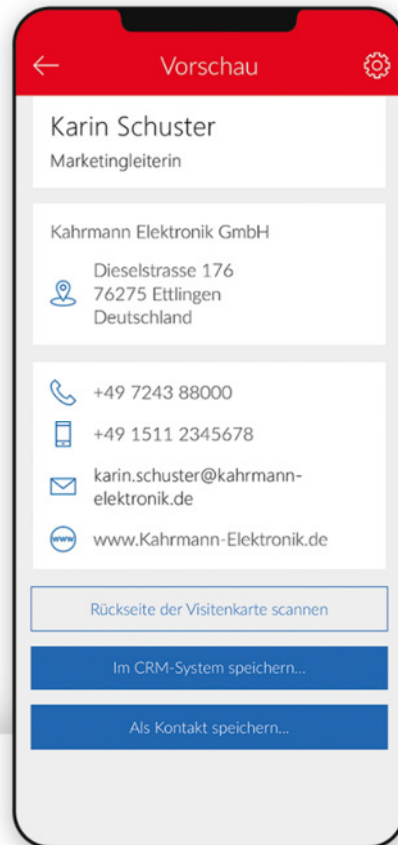 Vorschau
Karin Schuster
Marketingleiterin
Kahrmann Elektronik GmbH
Dieselstrasse 176
76275 Ettlingen
Deutschland
+49 7243 88000
+49 1511 2345678
karin.schuster@kahrmann-
elektronik.de
www
www.Kahrmann-Elektronik.de
Rückseite der Visitenkarte scannen
Im CRM-System speichern...
Als Kontakt speichern...